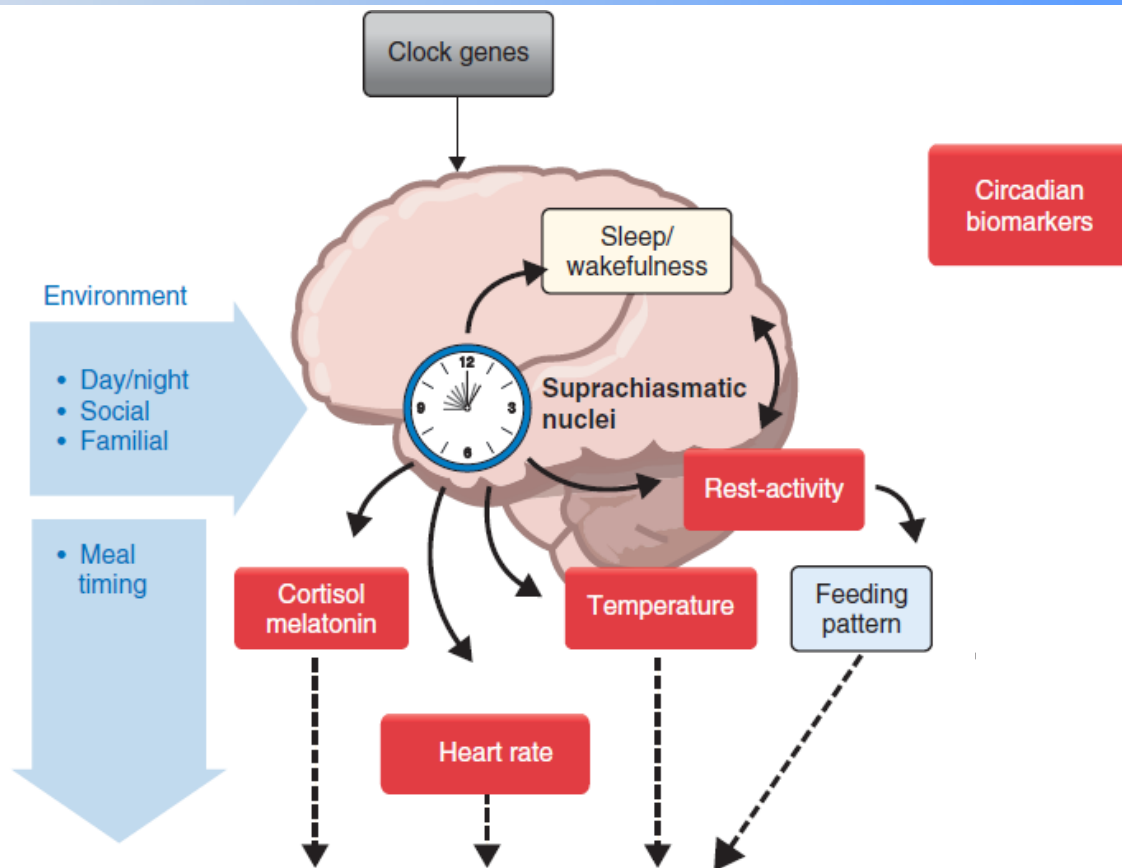 Clock genes
Circadian
biomarkers
Sleep/
wakefulness
Environment
• Day/night
• Social
• Familial
12
3
6
9
Suprachiasmatic
nuclei
Rest-activity
• Meal
timing
Cortisol
melatonin
Temperature
Feeding
pattern
Heart rate